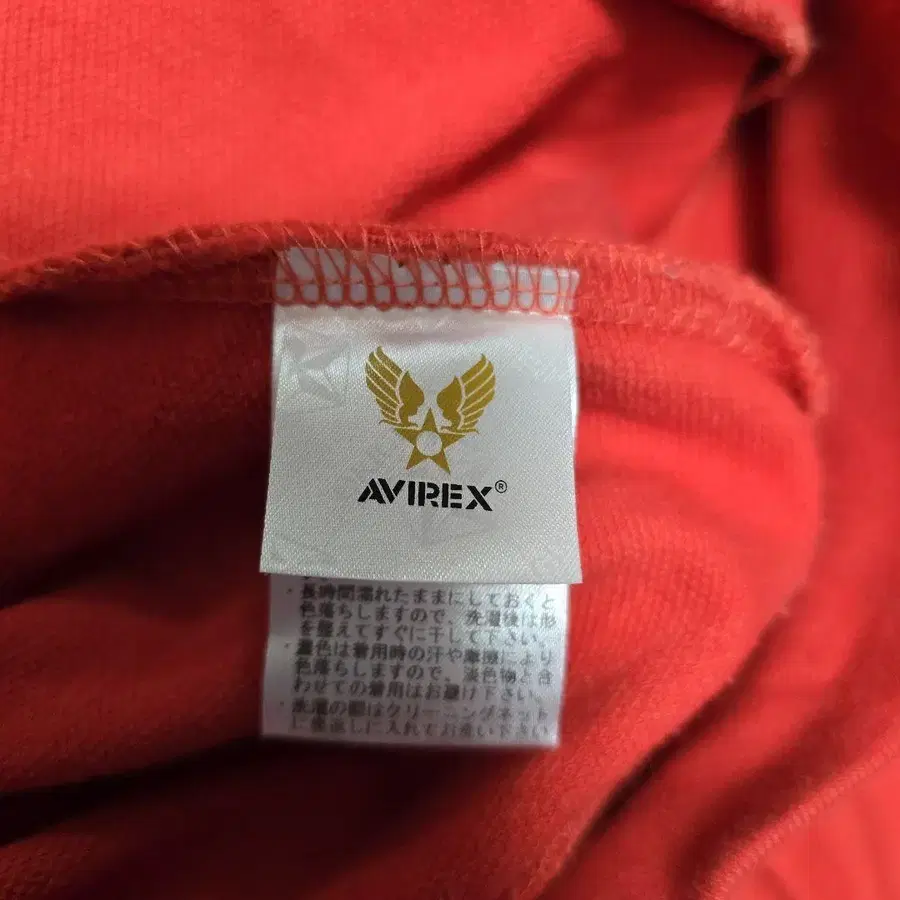 AVIREX®
・長時間濡れたままにしておくと
色落ちしますので、洗濯後は形
を整えてすぐに干して下さい。
・濃色は着用時の汗や摩擦により
色落ちしますので、淡色物と合
わせての着用はお避け下さい。
・洗濯の際はクリーニングネット
に裏返しに入れてお洗い下さい